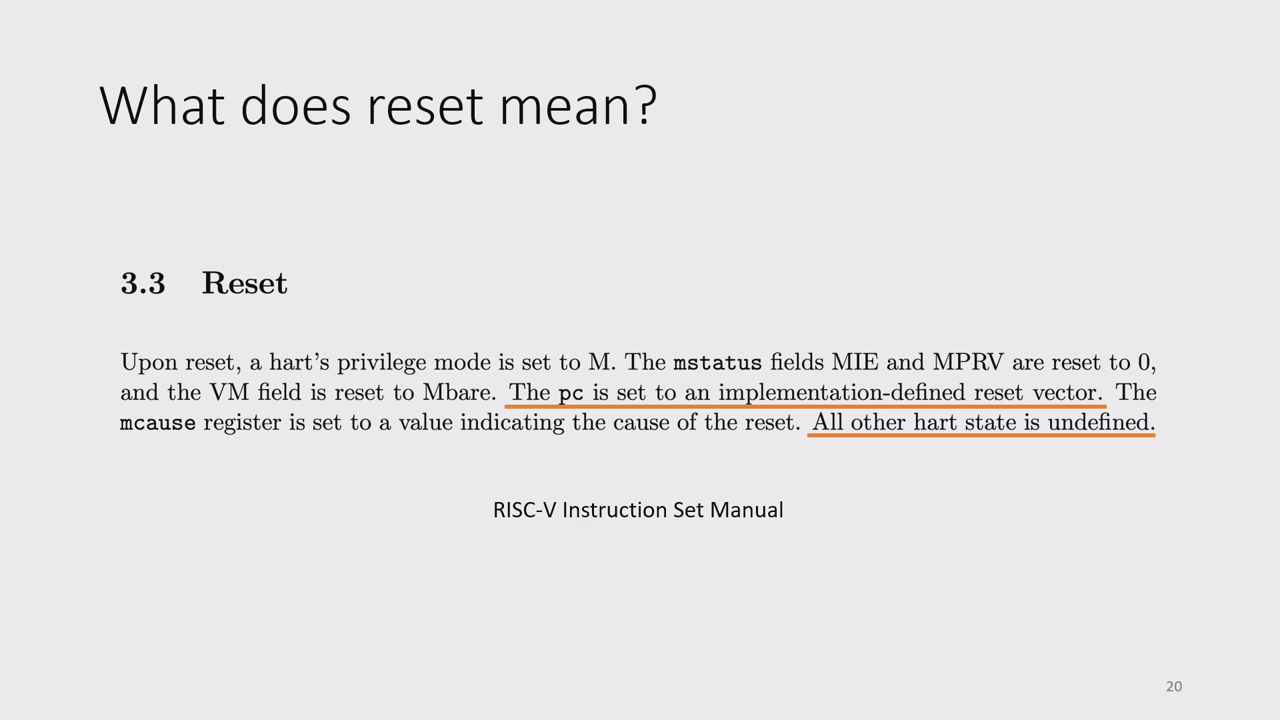 What does reset mean?
3.3 Reset
Upon reset, a hart’s privilege mode is set to M. The mstatus fields MIE and MPRV are reset to 0,
and the VM field is reset to Mbare. The pc is set to an implementation-defined reset vector. The
mcause register is set to a value indicating the cause of the reset. All other hart state is undefined.
RISC-V Instruction Set Manual
20